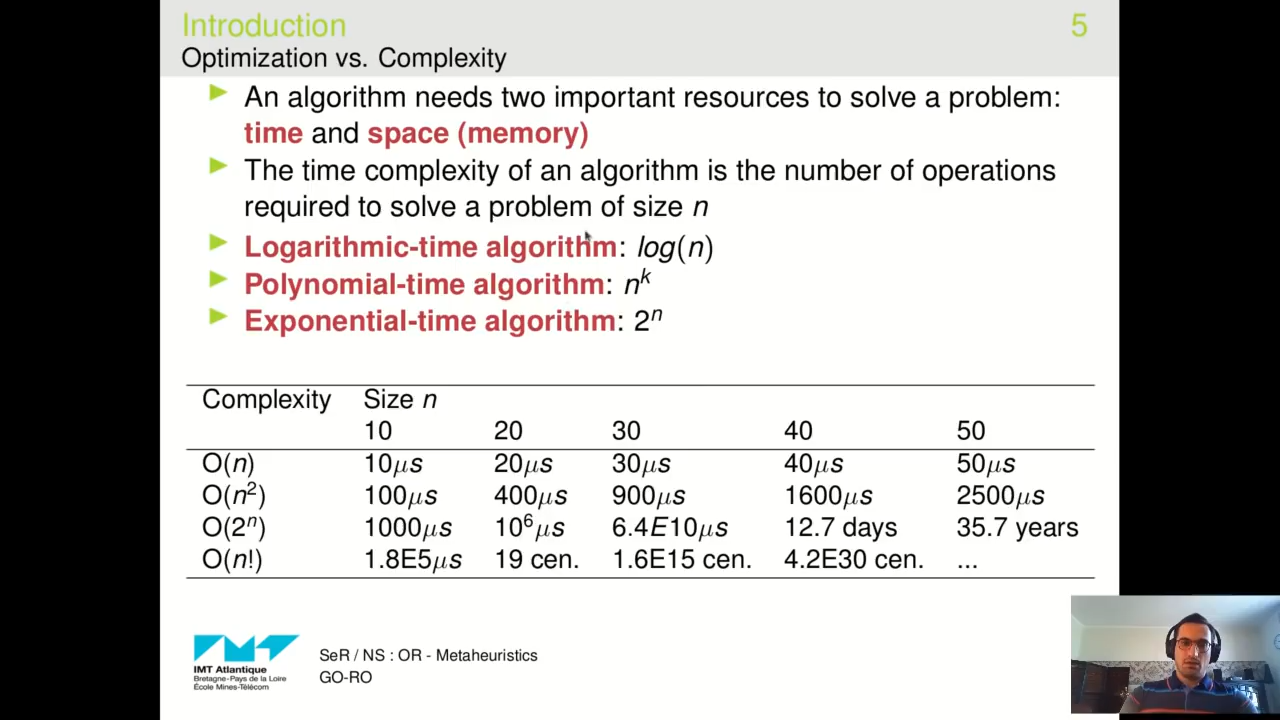 Introduction 5
Optimization vs. Complexity
An algorithm needs two important resources to solve a problem:
time and space (memory)
The time complexity of an algorithm is the number of operations
required to solve a problem of size n
Logarithmic-time algorithm: log(n)
Polynomial-time algorithm: nᵏ
Exponential-time algorithm: 2ⁿ
Complexity Size n
10 20 30 40 50
O(n) 10μs 20μs 30μs 40μs 50μs
O(n²) 100μs 400μs 900μs 1600μs 2500μs
O(2ⁿ) 1000μs 10⁶μs 6.4E10μs 12.7 days 35.7 years
O(n!) 1.8E5μs 19 cen. 1.6E15 cen. 4.2E30 cen. ...
IMT Atlantique
Bretagne-Pays de la Loire
École Mines-Télécom
SeR / NS : OR - Metaheuristics
GO-RO